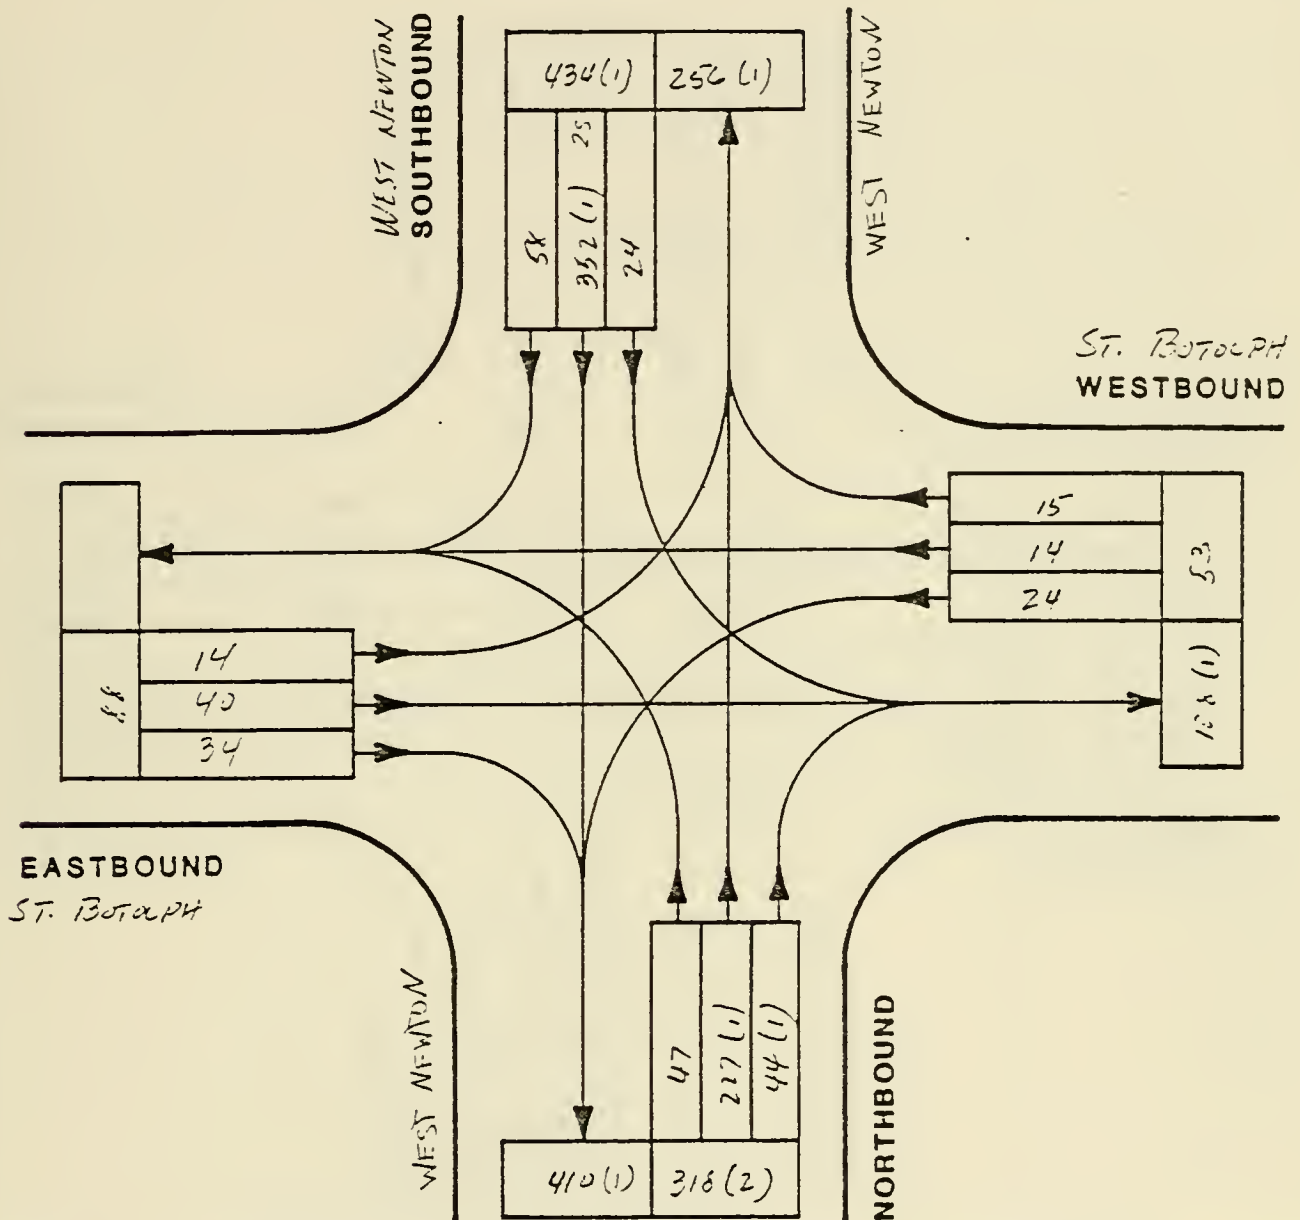 WEST NEWTON
SOUTHBOUND
434(1) 256(1)
58
352(1)
24
WEST NEWTON
ST. BOTOLPH
WESTBOUND
15
14
24
53
108(1)
14
40
34
88
EASTBOUND
ST. BOTOLPH
WEST NEWTON
47
227(1)
44(1)
410(1) 318(2)
NORTHBOUND